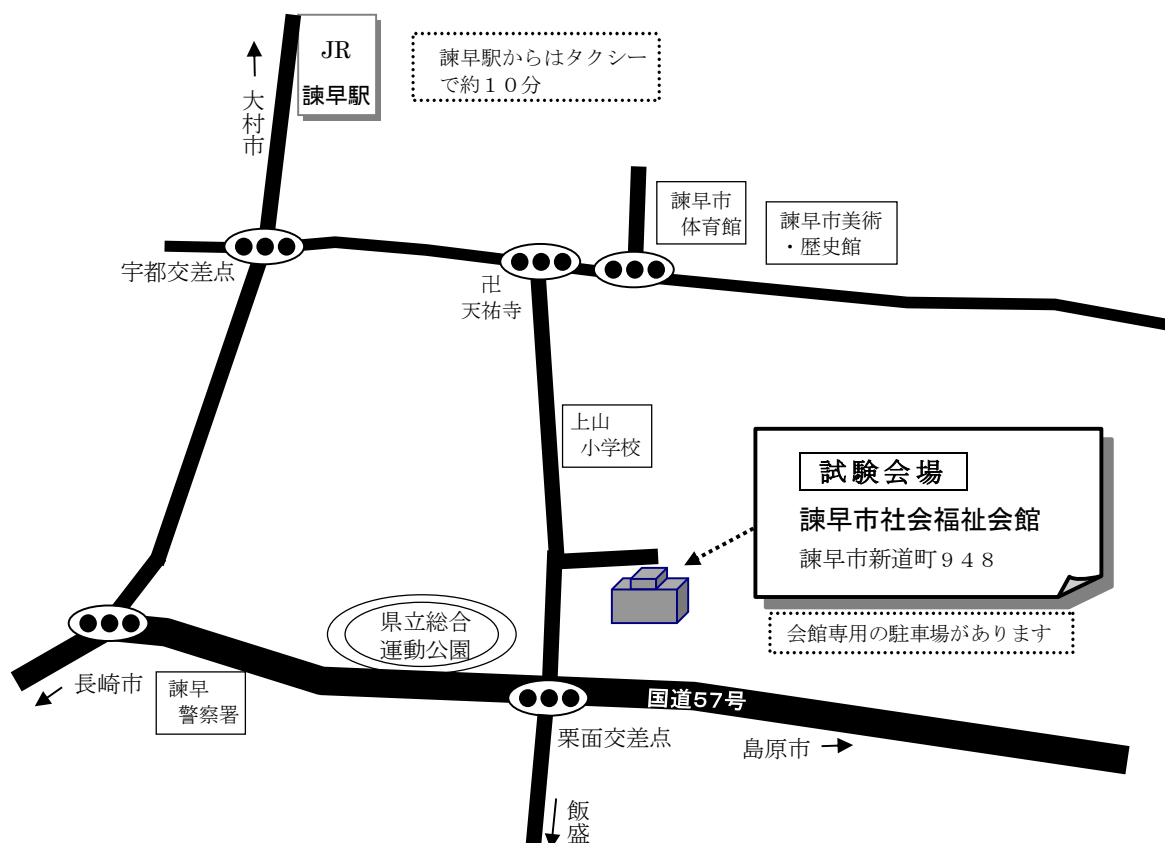 JR
諫早駅
諫早駅からはタクシー
で約１０分
大村市
諫早市
体育館
諫早市美術
・歴史館
宇都交差点
卍
天祐寺
上山
小学校
試験会場
諫早市社会福祉会館
諫早市新道町９４８
会館専用の駐車場があります
県立総合
運動公園
長崎市
諫早
警察署
国道57号
栗面交差点
島原市
飯盛